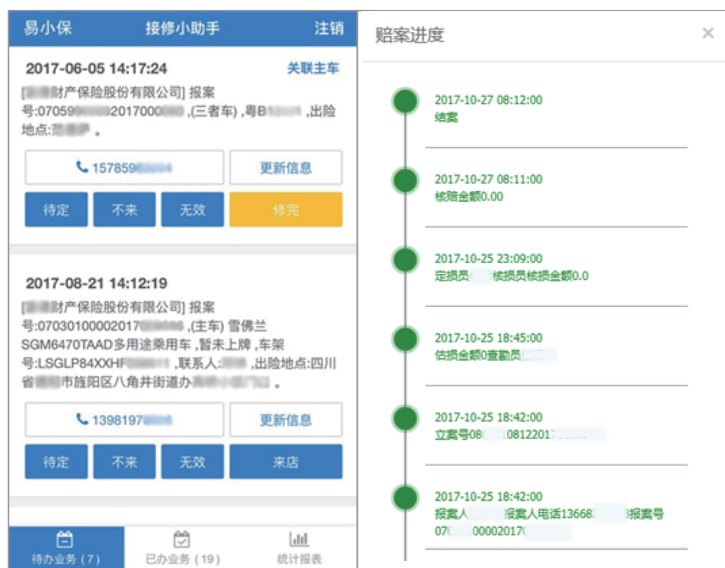 易小保 接修小助手 注销
2017-06-05 14:17:24 关联主车
[财产保险股份有限公司] 报案
号:07059 02017000 ,(三者车) ,粤B ,出险
地点: 。
157859
更新信息
待定 不来 无效 修完
2017-08-21 14:12:19
[财产保险股份有限公司] 报案
号:07030100002017 ,(主车) 雪佛兰
SGM6470TAAD多用途乘用车 ,暂未上牌 ,车架
号:LSGLP84XXHF ,联系人: ,出险地点:四川
省 市旌阳区八角井街道办 。
1398197
更新信息
待定 不来 无效 来店
待办业务 (7) 已办业务 (19) 统计报表
赔案进度 ×
2017-10-27 08:12:00
结案
2017-10-27 08:11:00
核赔金额0.00
2017-10-25 23:09:00
定损员 核损员核损金额0.0
2017-10-25 18:45:00
估损金额0查勘员
2017-10-25 18:42:00
立案号08 08122017
2017-10-25 18:42:00
报案人 报案人电话13668 报案号
07 00002017